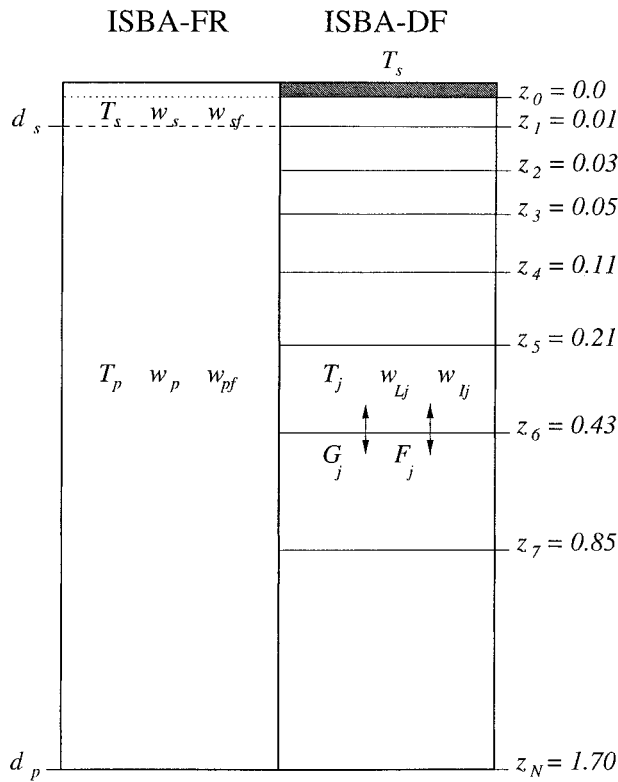 ISBA-FR ISBA-DF
T_s
z_0 = 0.0
T_s w_s w_sf
d_s
z_1 = 0.01
z_2 = 0.03
z_3 = 0.05
z_4 = 0.11
z_5 = 0.21
T_p w_p w_pf
T_j w_Lj w_Ij
z_6 = 0.43
G_j F_j
z_7 = 0.85
d_p
z_N = 1.70